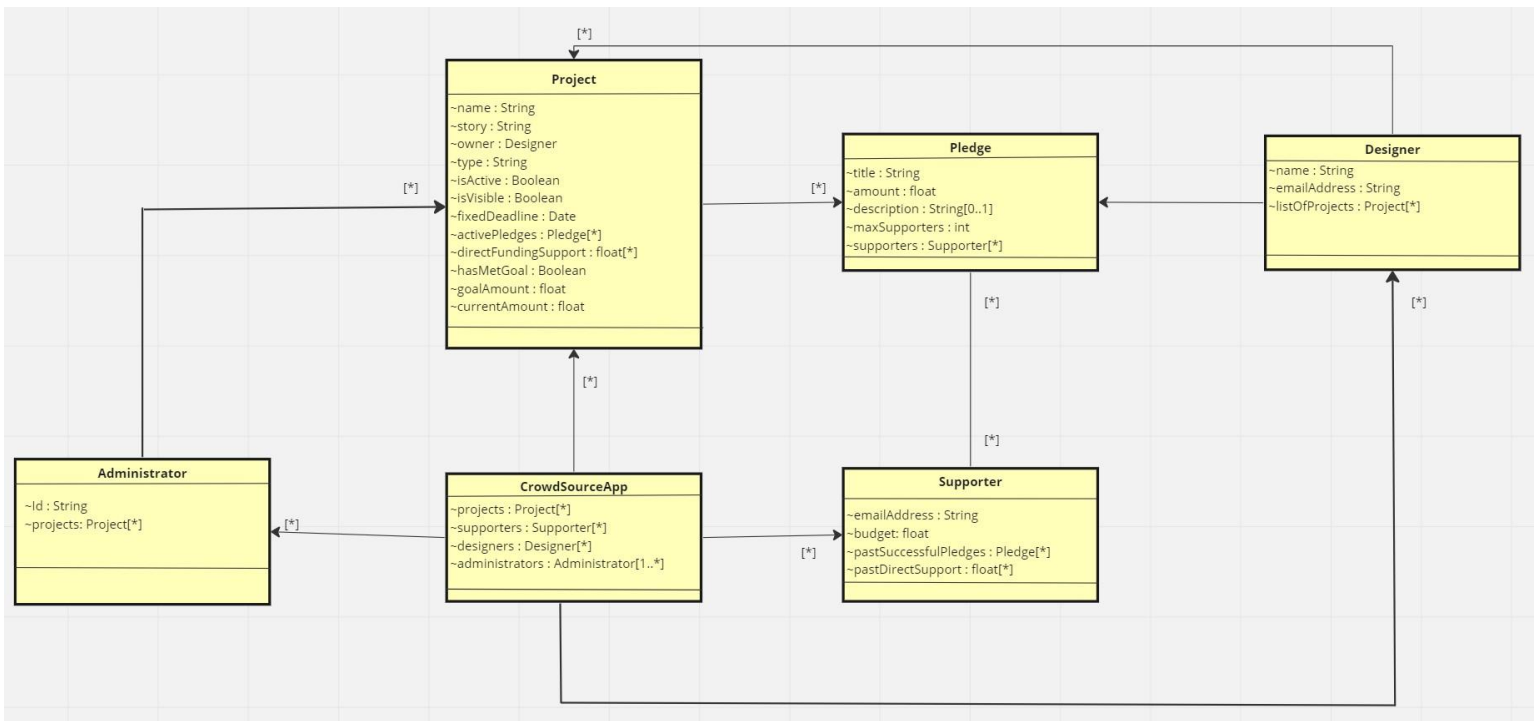 [*]
Project
~name : String
~story : String
~owner : Designer
~type : String
~isActive : Boolean
~isVisible : Boolean
~fixedDeadline : Date
~activePledges : Pledge[*]
~directFundingSupport : float[*]
~hasMetGoal : Boolean
~goalAmount : float
~currentAmount : float
[*]
[*]
Pledge
~title : String
~amount : float
~description : String[0..1]
~maxSupporters : int
~supporters : Supporter[*]
Designer
~name : String
~emailAddress : String
~listOfProjects : Project[*]
[*]
[*]
[*]
[*]
Administrator
~Id : String
~projects: Project[*]
[*]
CrowdSourceApp
~projects : Project[*]
~supporters : Supporter[*]
~designers : Designer[*]
~administrators : Administrator[1..*]
[*]
Supporter
~emailAddress : String
~budget: float
~pastSuccessfulPledges : Pledge[*]
~pastDirectSupport : float[*]